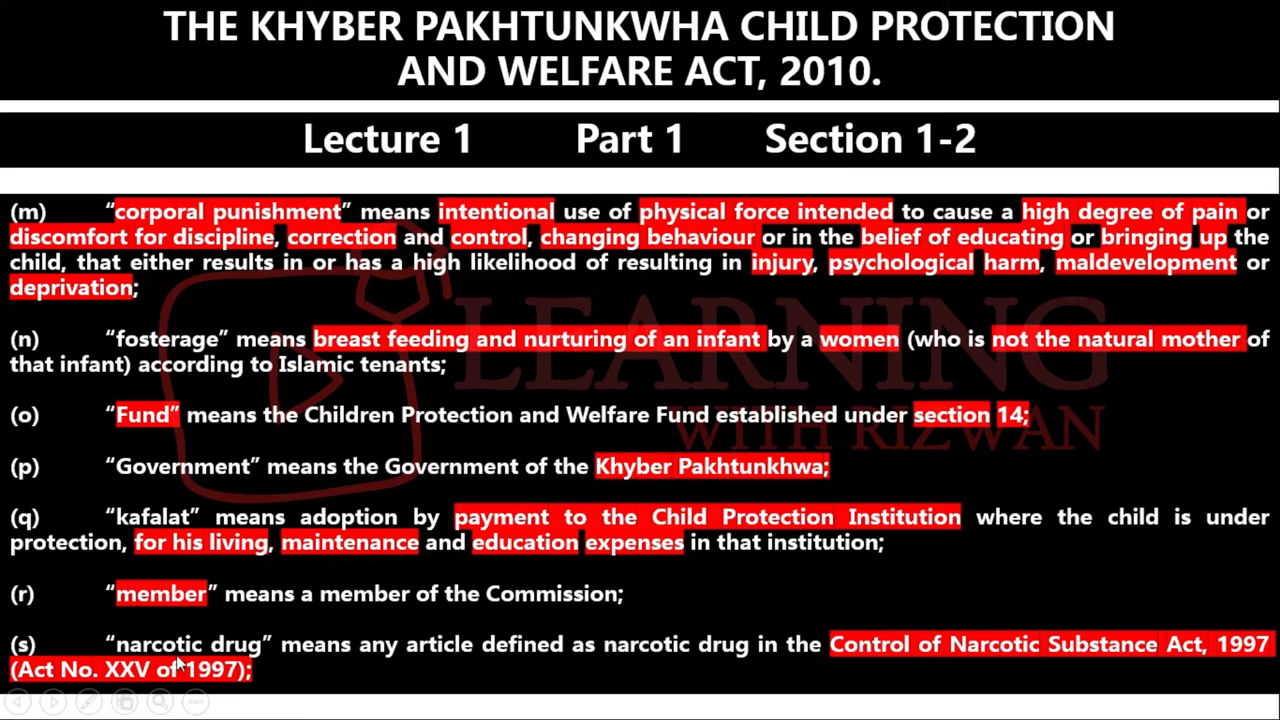 THE KHYBER PAKHTUNKWHA CHILD PROTECTION
AND WELFARE ACT, 2010.
Lecture 1 Part 1 Section 1-2
(m) “corporal punishment” means intentional use of physical force intended to cause a high degree of pain or
discomfort for discipline, correction and control, changing behaviour or in the belief of educating or bringing up the
child, that either results in or has a high likelihood of resulting in injury, psychological harm, maldevelopment or
deprivation;
(n) “fosterage” means breast feeding and nurturing of an infant by a women (who is not the natural mother of
that infant) according to Islamic tenants;
(o) “Fund” means the Children Protection and Welfare Fund established under section 14;
(p) “Government” means the Government of the Khyber Pakhtunkhwa;
(q) “kafalat” means adoption by payment to the Child Protection Institution where the child is under
protection, for his living, maintenance and education expenses in that institution;
(r) “member” means a member of the Commission;
(s) “narcotic drug” means any article defined as narcotic drug in the Control of Narcotic Substance Act, 1997
(Act No. XXV of 1997);
LEARNING
WITH RIZWAN